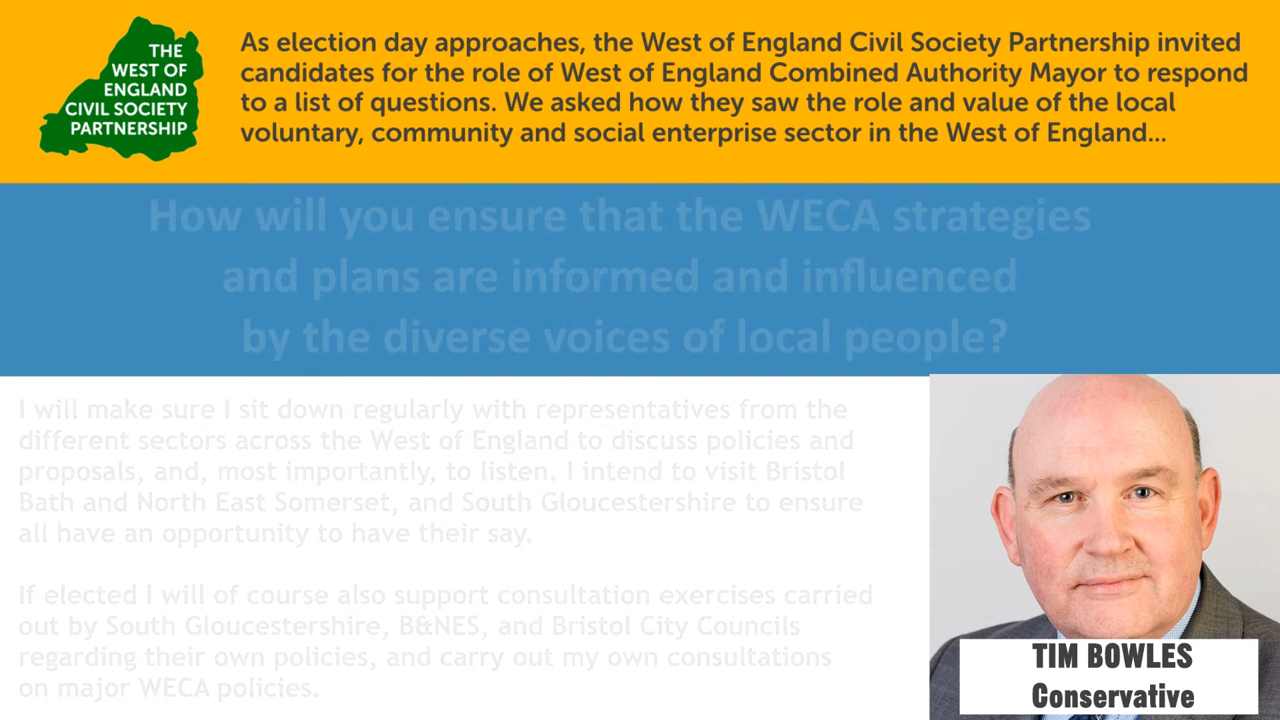 THE
WEST OF
ENGLAND
CIVIL SOCIETY
PARTNERSHIP
As election day approaches, the West of England Civil Society Partnership invited
candidates for the role of West of England Combined Authority Mayor to respond
to a list of questions. We asked how they saw the role and value of the local
voluntary, community and social enterprise sector in the West of England...
How will you ensure that the WECA strategies
and plans are informed and influenced
by the diverse voices of local people?
I will make sure I sit down regularly with representatives from the
different sectors across the West of England to discuss policies and
proposals, and, most importantly, to listen. I intend to visit Bristol
Bath and North East Somerset, and South Gloucestershire to ensure
all have an opportunity to have their say.
If elected I will of course also support consultation exercises carried
out by South Gloucestershire, B&NES, and Bristol City Councils
regarding their own policies, and carry out my own consultations
on major WECA policies.
TIM BOWLES
Conservative